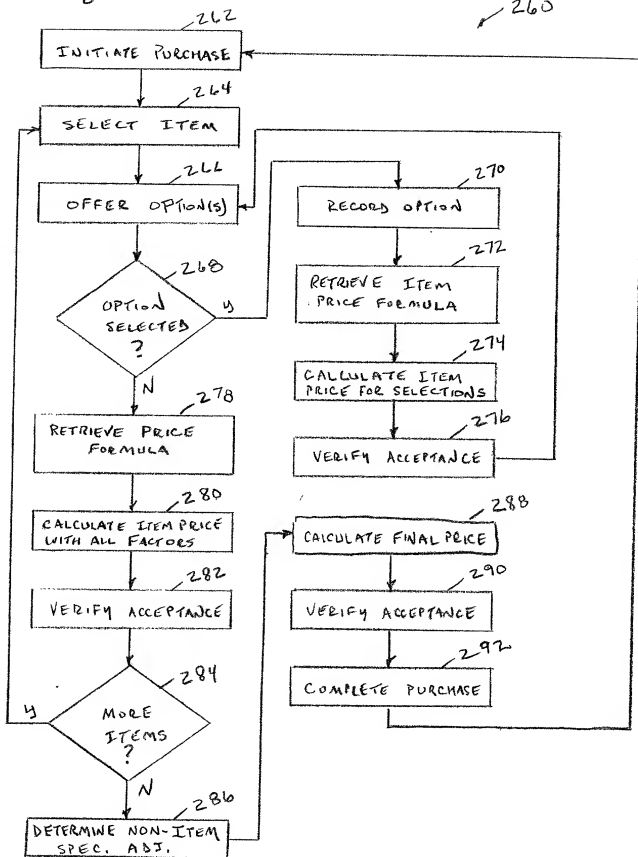 260
262
INITIATE PURCHASE
264
SELECT ITEM
266
OFFER OPTION(S)
268
OPTION
SELECTED
?
Y
N
270
RECORD OPTION
272
RETRIEVE ITEM
PRICE FORMULA
274
CALCULATE ITEM
PRICE FOR SELECTIONS
276
VERIFY ACCEPTANCE
278
RETRIEVE PRICE
FORMULA
280
CALCULATE ITEM PRICE
WITH ALL FACTORS
282
VERIFY ACCEPTANCE
284
MORE
ITEMS
?
Y
N
286
DETERMINE NON-ITEM
SPEC. ADJ.
288
CALCULATE FINAL PRICE
290
VERIFY ACCEPTANCE
292
COMPLETE PURCHASE